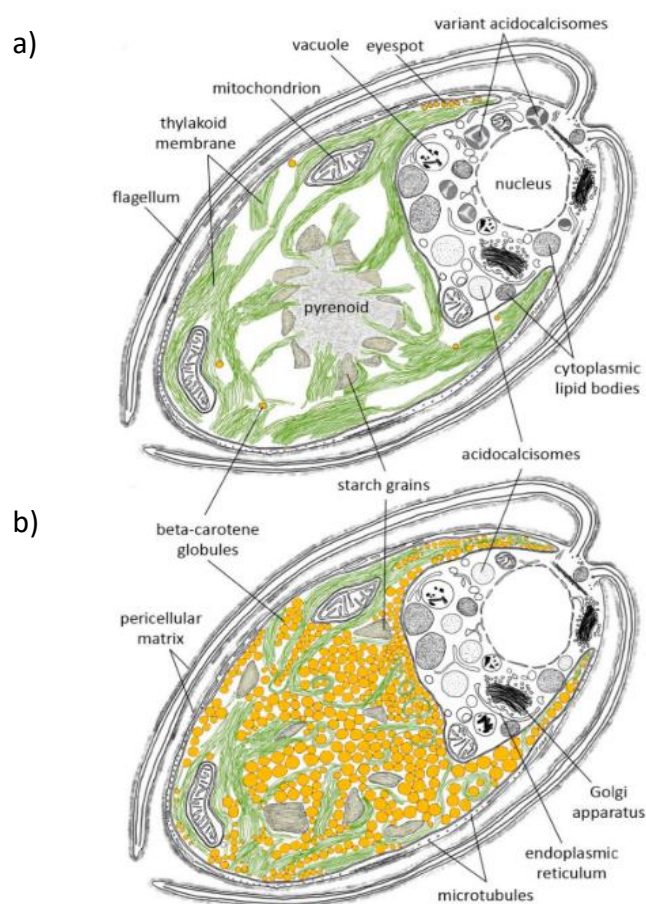 a)
variant acidocalcisomes
vacuole
eyespot
mitochondrion
thylakoid membrane
nucleus
flagellum
pyrenoid
cytoplasmic lipid bodies
acidocalcisomes
starch grains
b)
beta-carotene globules
pericellular matrix
Golgi apparatus
endoplasmic reticulum
microtubules